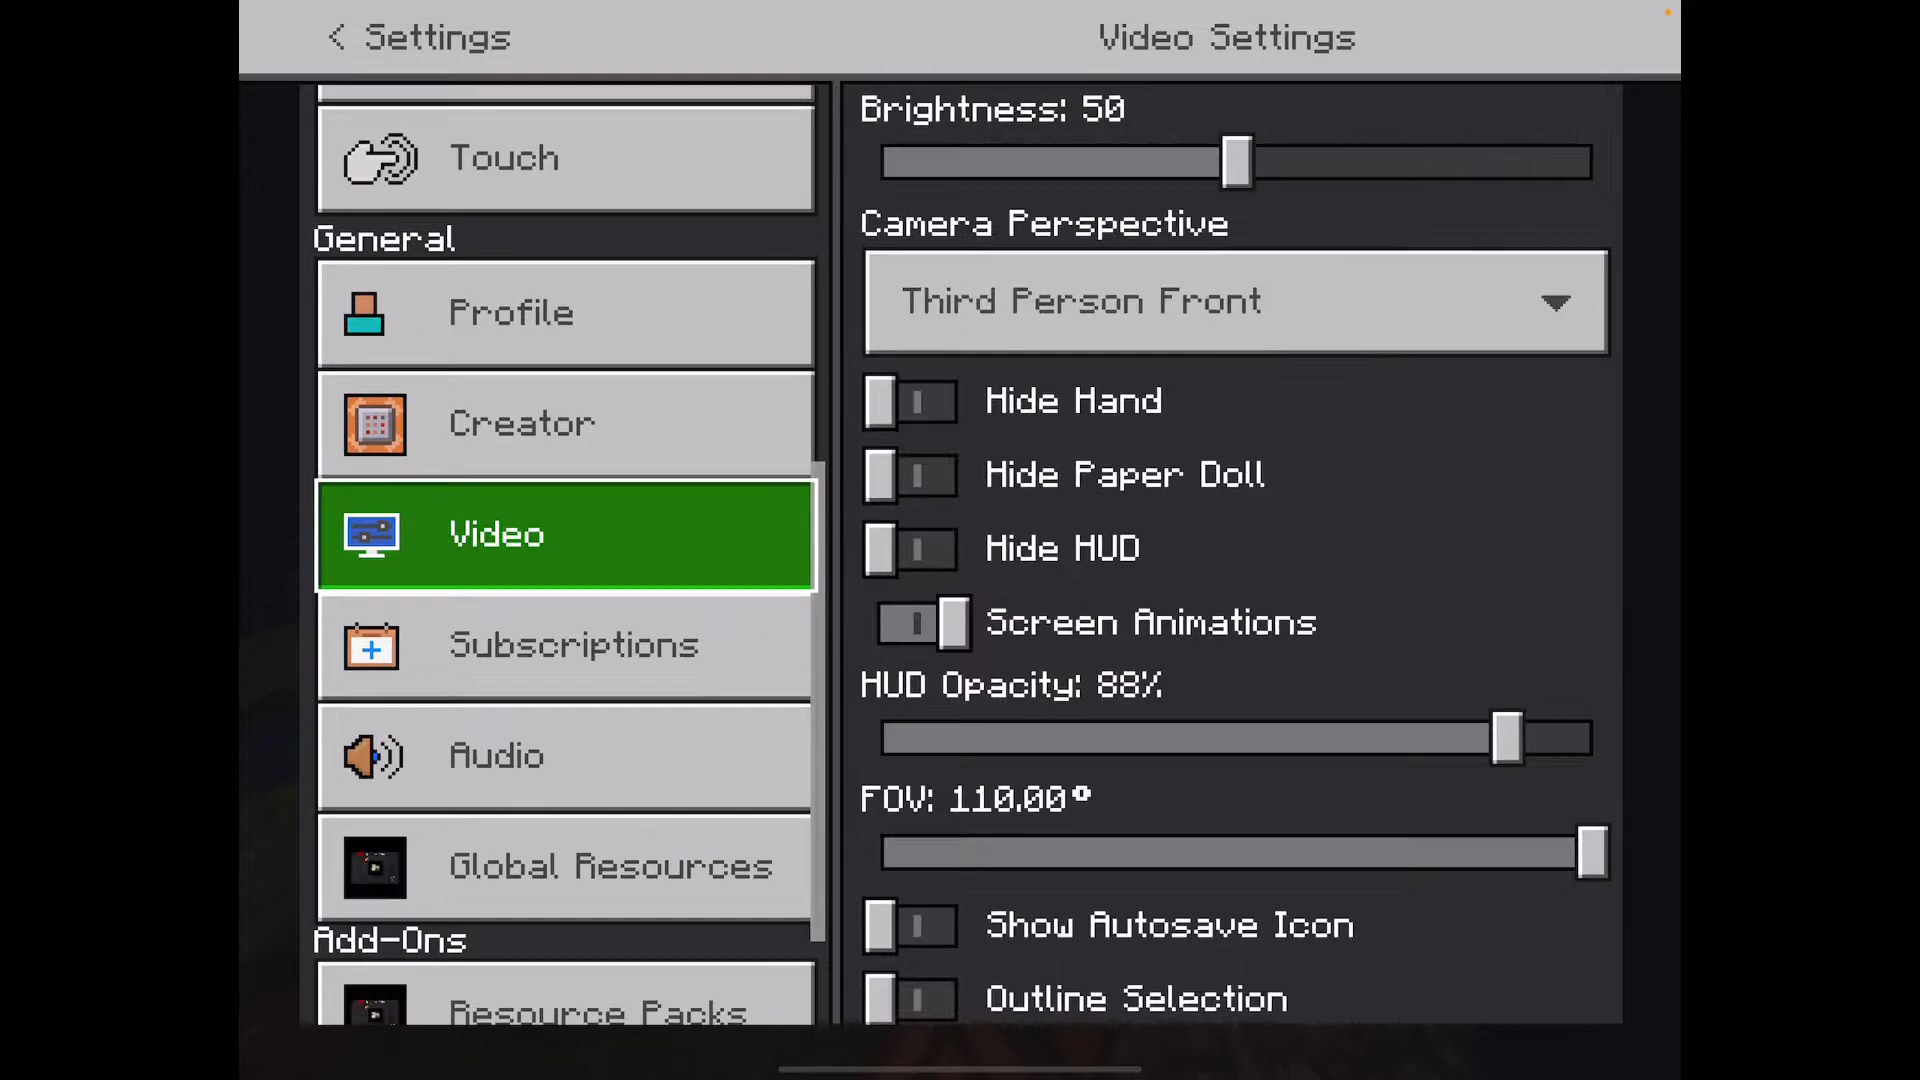 Settings
Video Settings
Touch
General
Profile
Creator
Video
Subscriptions
Audio
Global Resources
Add-Ons
Resource Packs
Brightness: 50
Camera Perspective
Third Person Front
Hide Hand
Hide Paper Doll
Hide HUD
Screen Animations
HUD Opacity: 88%
FOV: 110.00°
Show Autosave Icon
Outline Selection